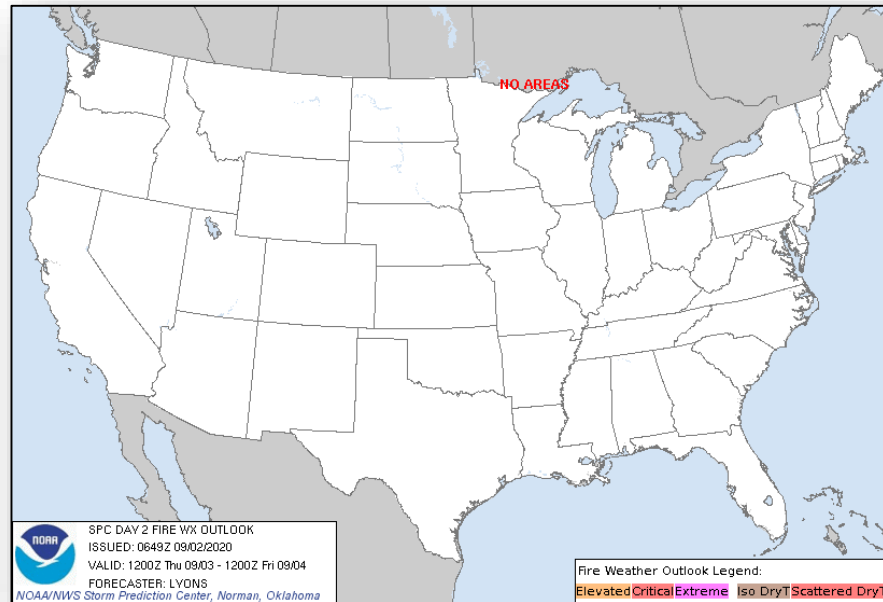 NO AREAS
NOAA
SPC DAY 2 FIRE WX OUTLOOK
ISSUED: 0649Z 09/02/2020
VALID: 1200Z Thu 09/03 - 1200Z Fri 09/04
FORECASTER: LYONS
NOAA/NWS Storm Prediction Center, Norman, Oklahoma
Fire Weather Outlook Legend:
Elevated Critical Extreme Iso DryT Scattered DryT